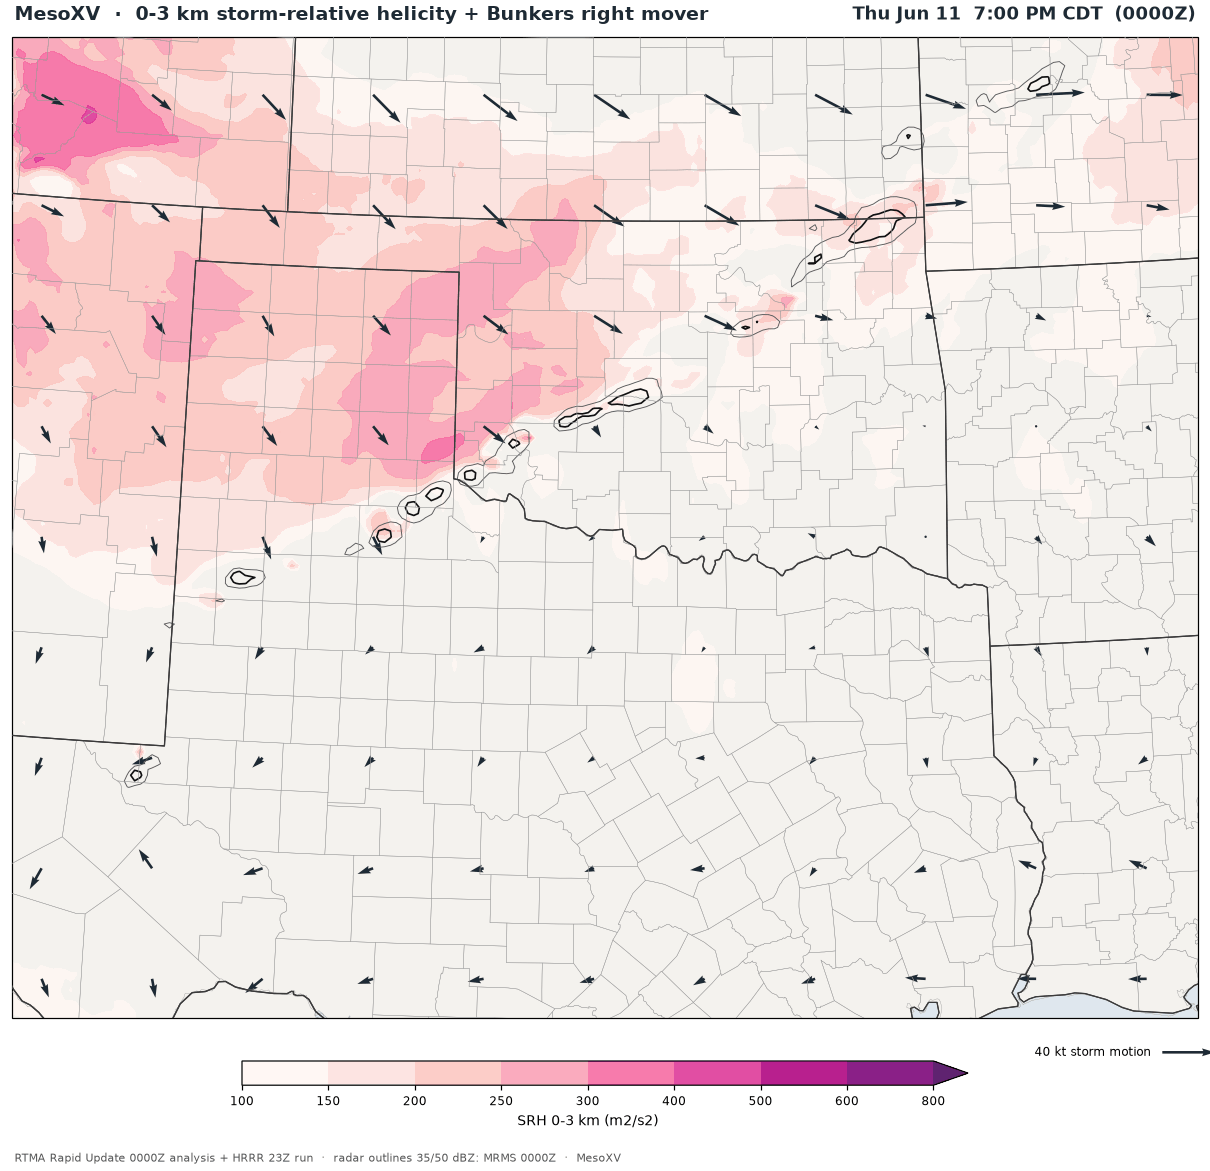 MesoXV · 0-3 km storm-relative helicity + Bunkers right mover
Thu Jun 11 7:00 PM CDT (0000Z)
40 kt storm motion
100 150 200 250 300 400 500 600 800
SRH 0-3 km (m2/s2)
RTMA Rapid Update 0000Z analysis + HRRR 23Z run · radar outlines 35/50 dBZ: MRMS 0000Z · MesoXV